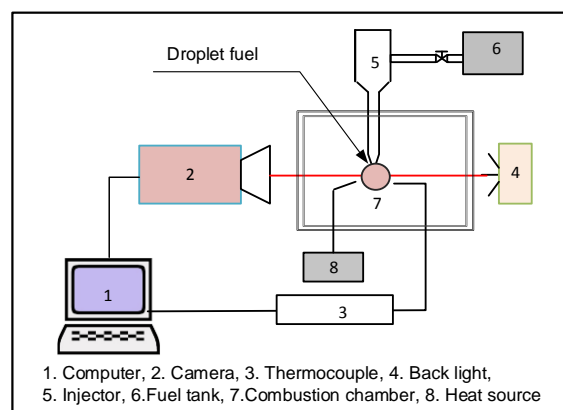 Droplet fuel
5
6
2
4
7
8
1
3
1. Computer, 2. Camera, 3. Thermocouple, 4. Back light,
5. Injector, 6.Fuel tank, 7.Combustion chamber, 8. Heat source